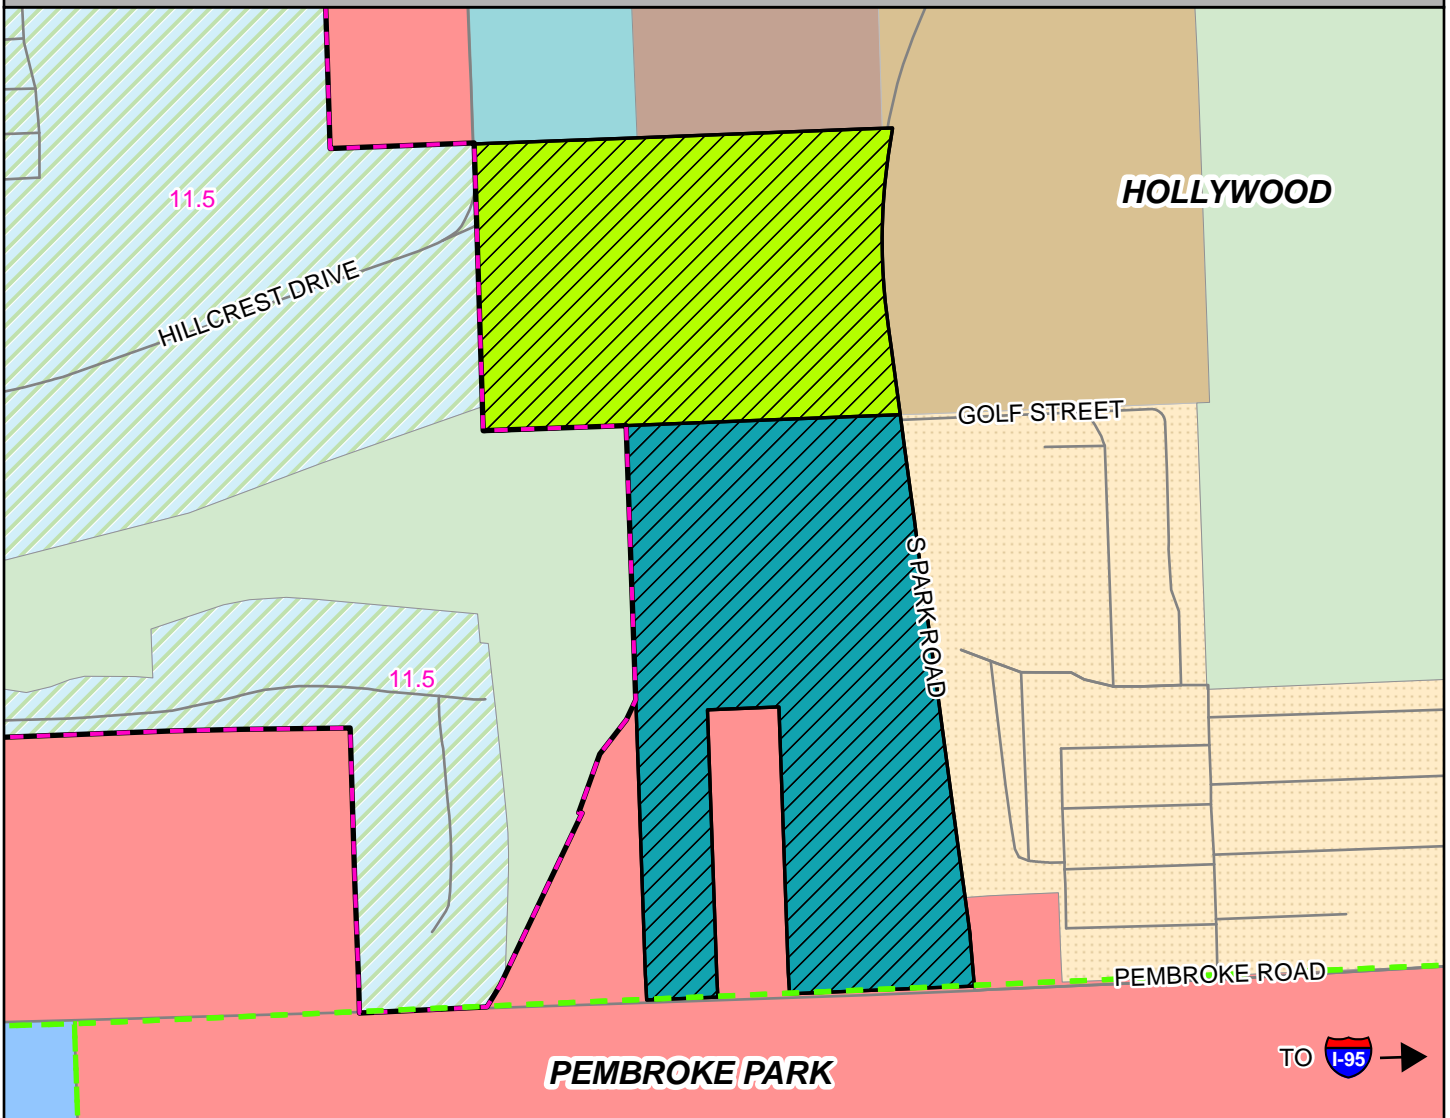 HOLLYWOOD
11.5
HILLCREST DRIVE
GOLF STREET
S PARK ROAD
11.5
PEMBROKE ROAD
PEMBROKE PARK
TO I-95